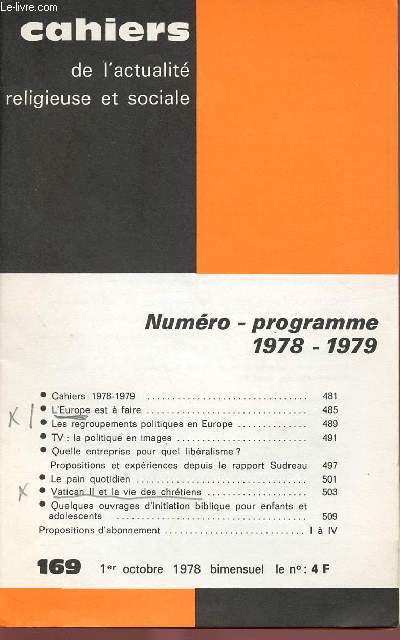 Le-livre.com
cahiers
de l'actualité
religieuse et sociale
Numéro - programme
1978 - 1979
● Cahiers 1978-1979 ................................ 481
● L'Europe est à faire ................................ 485
● Les regroupements politiques en Europe ............. 489
● TV : la politique en images ......................... 491
● Quelle entreprise pour quel libéralisme ?
Propositions et expériences depuis le rapport Sudreau 497
● Le pain quotidien .................................. 501
● Vatican II et la vie des chrétiens .................... 503
● Quelques ouvrages d'initiation biblique pour enfants et
adolescents .................................. 509
Propositions d'abonnement ............................ I à IV
169 1er octobre 1978 bimensuel le nº : 4 F